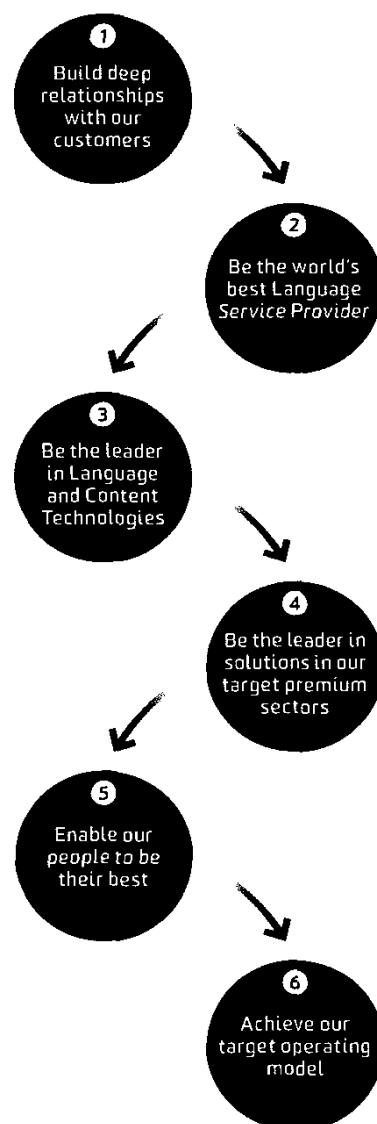 1
Build deep
relationships
with our
customers
2
Be the world's
best Language
Service Provider
3
Be the leader
in Language
and Content
Technologies
4
Be the leader in
solutions in our
target premium
sectors
5
Enable our
people to be
their best
6
Achieve our
target operating
model